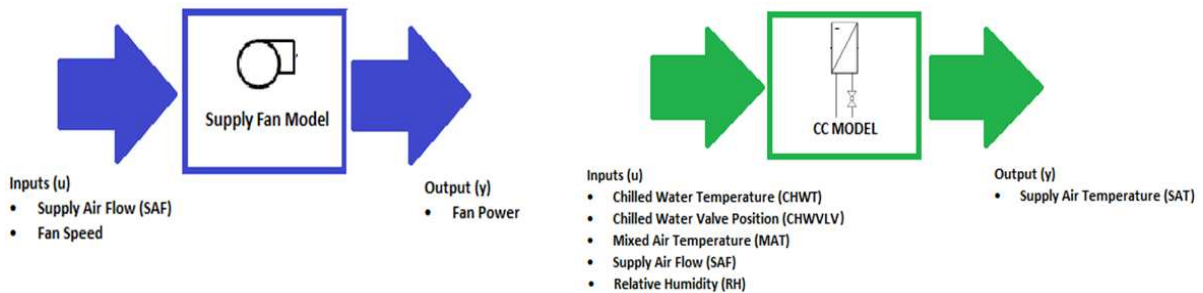 Supply Fan Model
Inputs (u)
• Supply Air Flow (SAF)
• Fan Speed
Output (y)
• Fan Power
CC MODEL
Inputs (u)
• Chilled Water Temperature (CHWT)
• Chilled Water Valve Position (CHWVLV)
• Mixed Air Temperature (MAT)
• Supply Air Flow (SAF)
• Relative Humidity (RH)
Output (y)
• Supply Air Temperature (SAT)